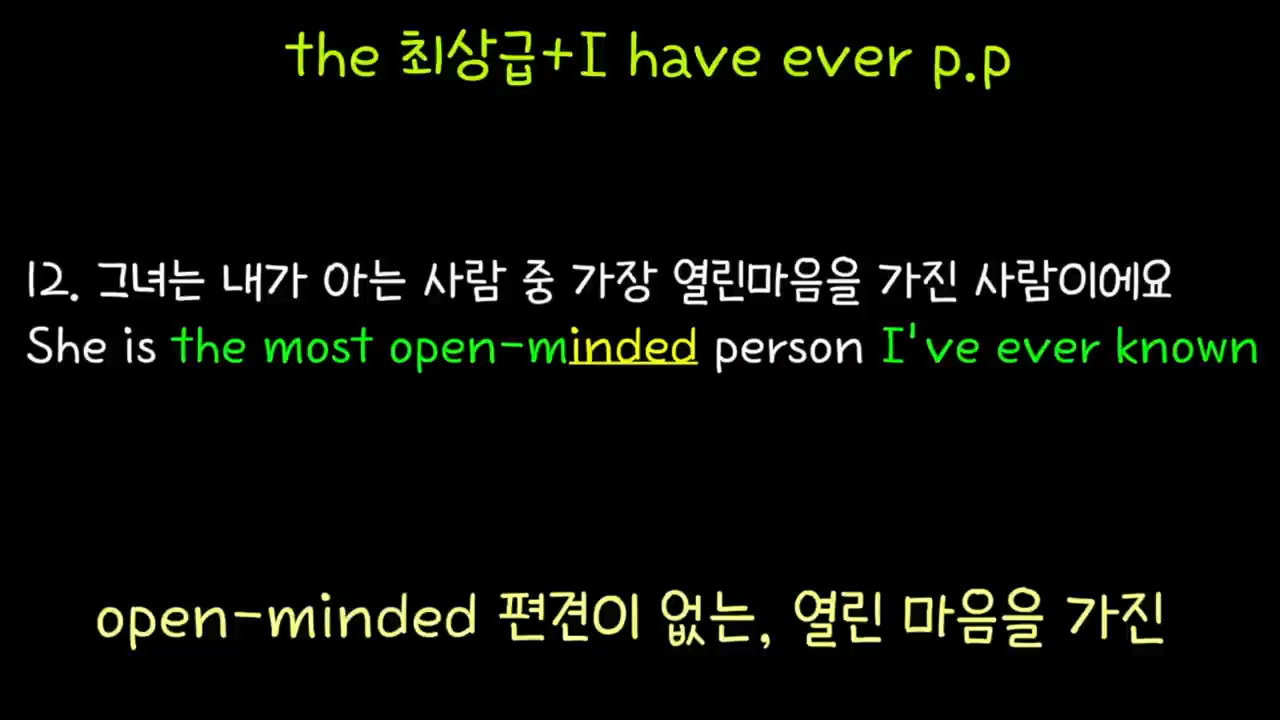 the 최상급+I have ever p.p
12. 그녀는 내가 아는 사람 중 가장 열린마음을 가진 사람이에요
She is the most open-minded person I've ever known
open-minded 편견이 없는, 열린 마음을 가진